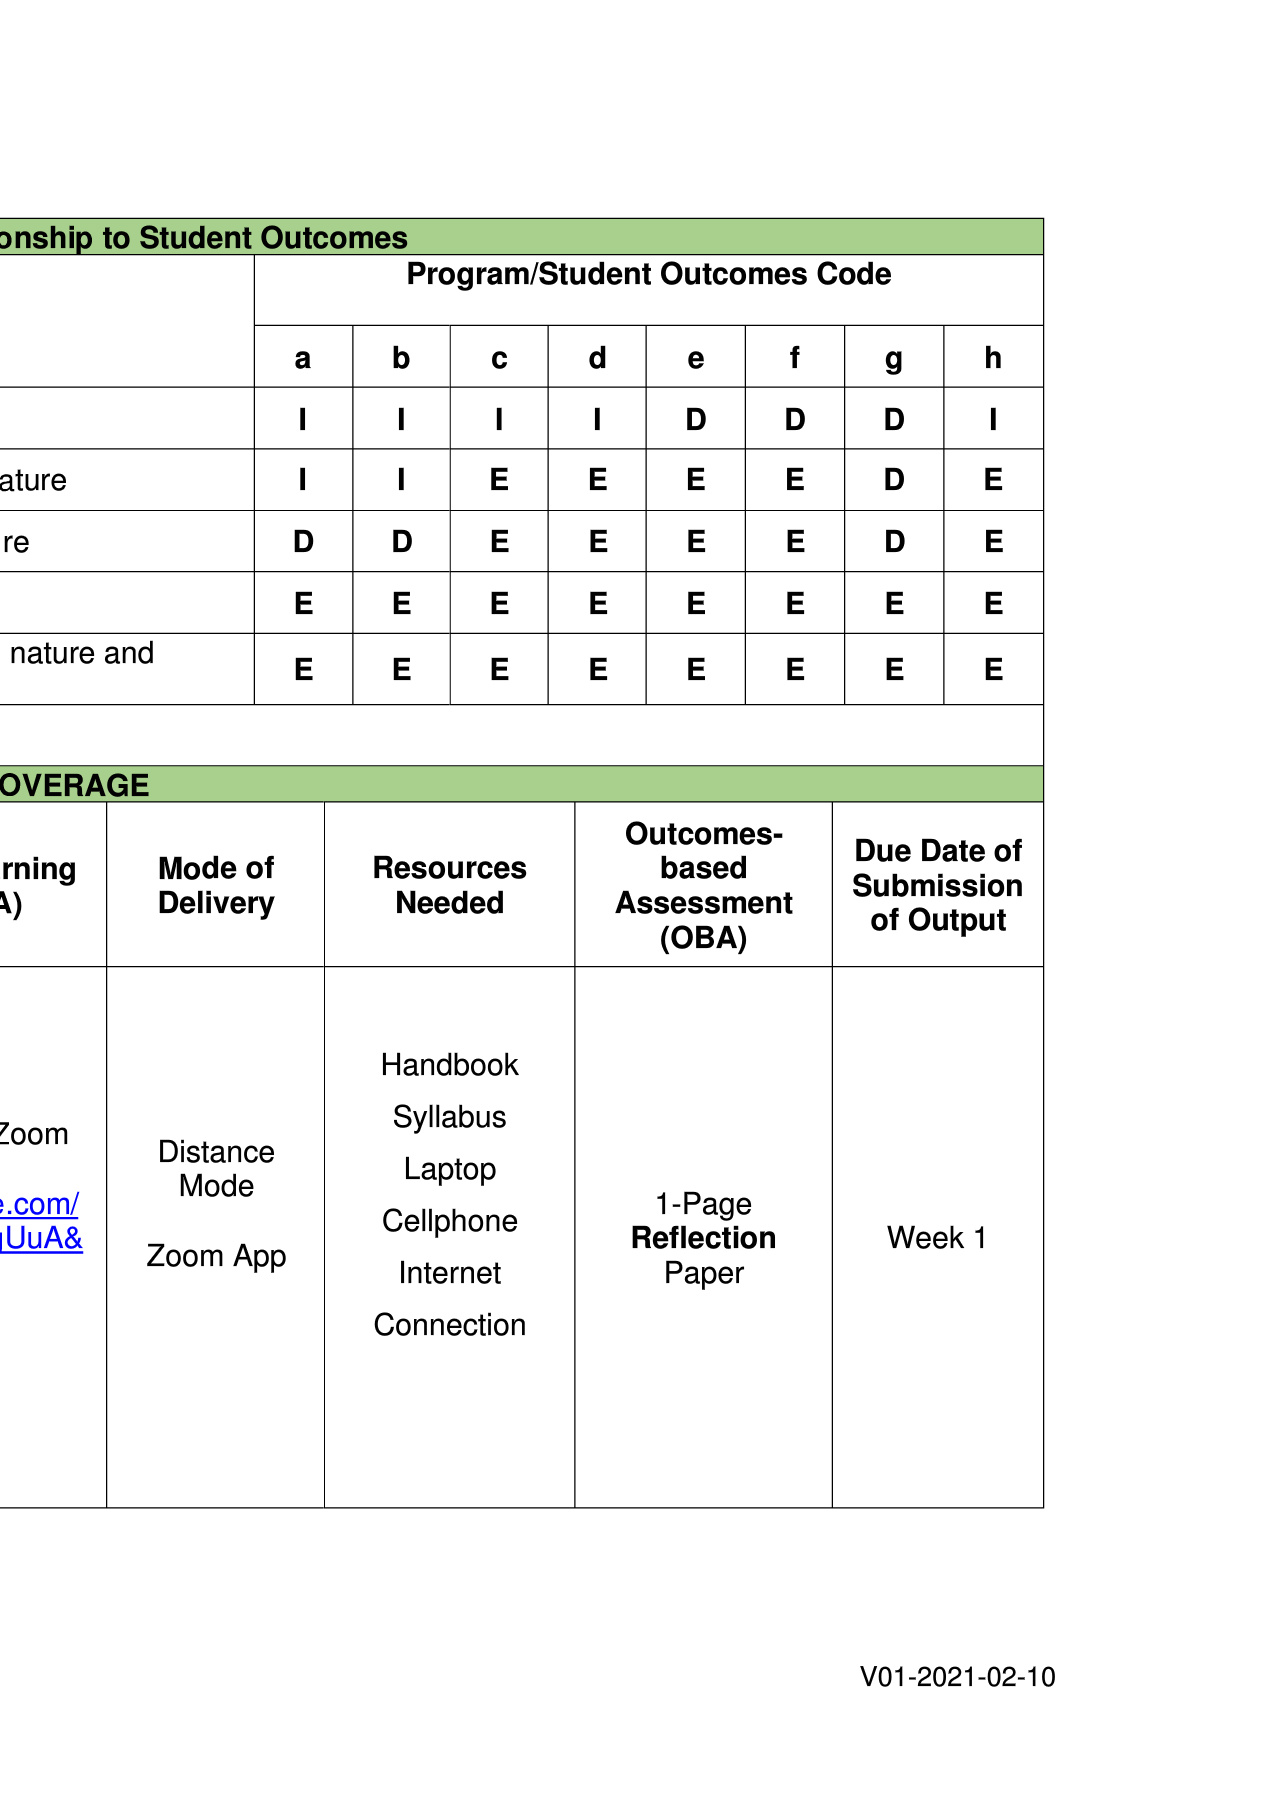 onship to Student Outcomes
Program/Student Outcomes Code
a b c d e f g h
I I I I D D D I
ature I I E E E E D E
re D D E E E E D E
E E E E E E E E
nature and
E E E E E E E E
OVERAGE
rning
A)
Mode of
Delivery
Resources
Needed
Outcomes-
based
Assessment
(OBA)
Due Date of
Submission
of Output
Zoom
e.com/
qUuA&
Distance
Mode
Zoom App
Handbook
Syllabus
Laptop
Cellphone
Internet
Connection
1-Page
Reflection
Paper
Week 1
V01-2021-02-10